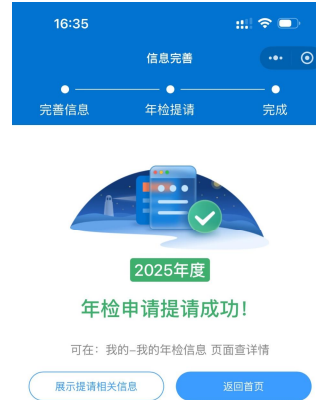 16:35
信息完善
完善信息
年检提请
完成
2025年度
年检申请提请成功！
可在：我的-我的年检信息 页面查详情
展示提请相关信息
返回首页